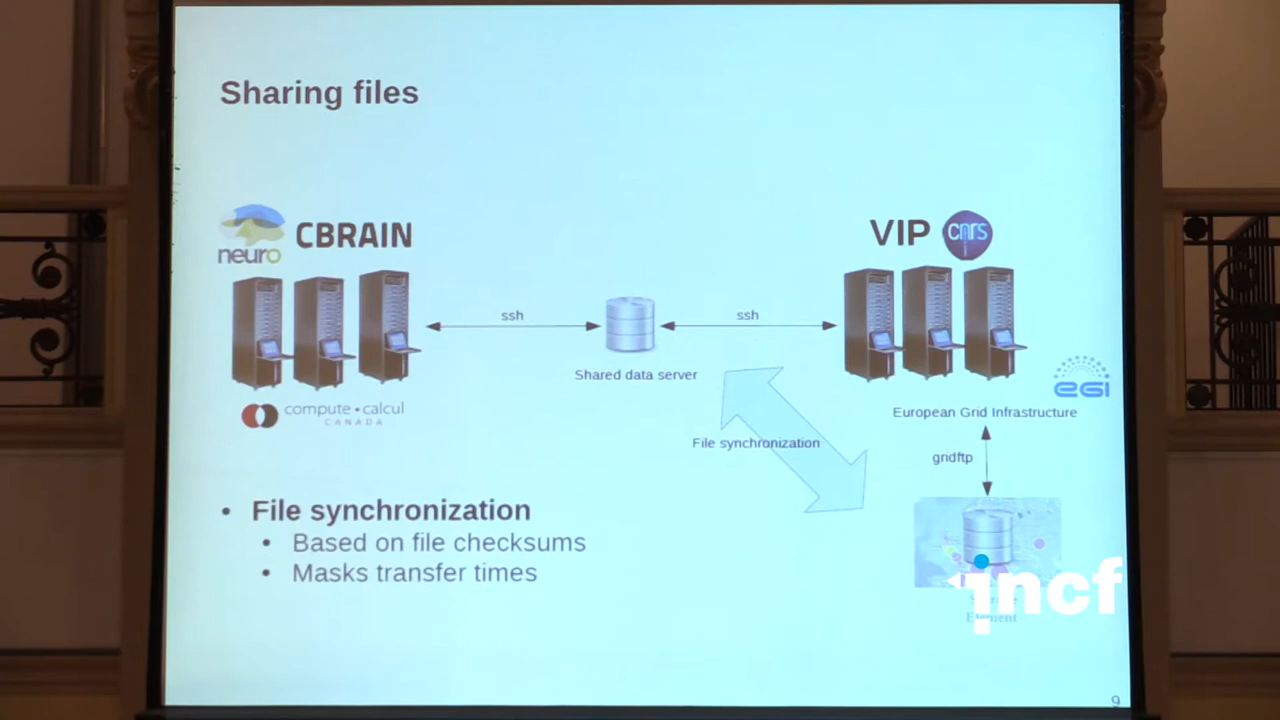 Sharing files
neuro
CBRAIN
VIP
cnrs
ssh
ssh
Shared data server
compute • calcul
CANADA
egi
European Grid Infrastructure
File synchronization
gridftp
• File synchronization
• Based on file checksums
• Masks transfer times
incf
Element
9